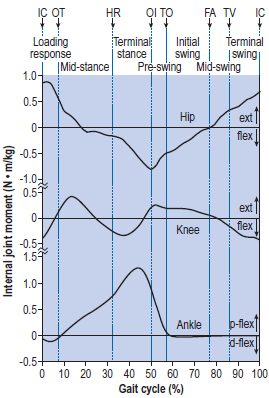 IC OT HR OI TO FA TV IC
Loading response
Mid-stance
Terminal stance
Pre-swing
Initial swing
Mid-swing
Terminal swing
Internal joint moment (N • m/kg)
1.0
0.5
0
-0.5
-1.0
Hip
ext
flex
0.5
0
-0.5
Knee
ext
flex
1.5
1.0
0.5
0
-0.5
Ankle
p-flex
d-flex
0 10 20 30 40 50 60 70 80 90 100
Gait cycle (%)